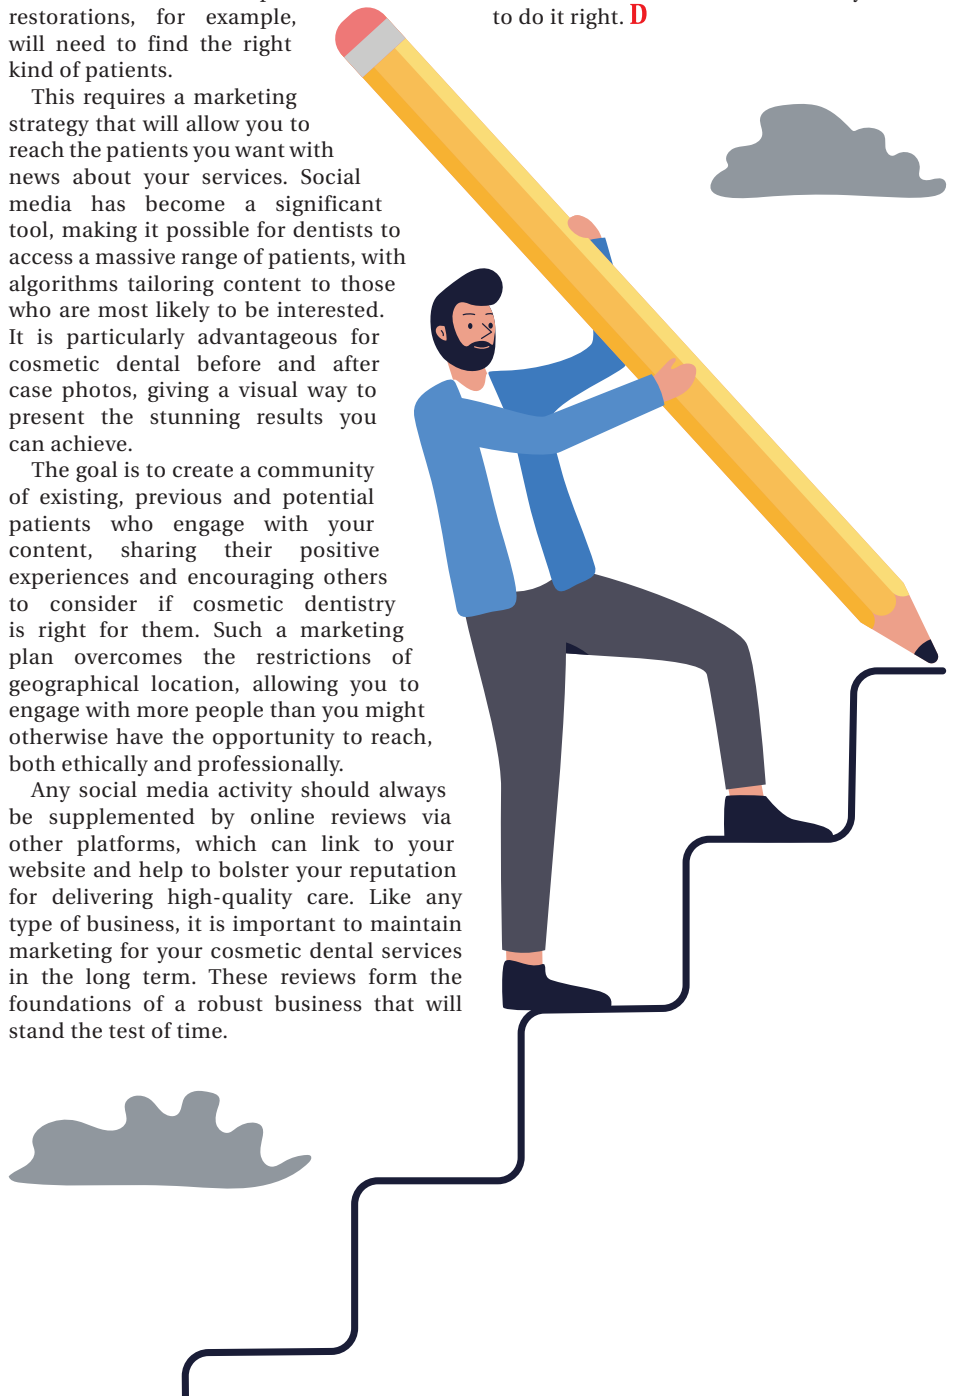 restorations, for example,
will need to find the right
kind of patients.
This requires a marketing
strategy that will allow you to
reach the patients you want with
news about your services. Social
media has become a significant
tool, making it possible for dentists to
access a massive range of patients, with
algorithms tailoring content to those
who are most likely to be interested.
It is particularly advantageous for
cosmetic dental before and after
case photos, giving a visual way to
present the stunning results you
can achieve.
The goal is to create a community
of existing, previous and potential
patients who engage with your
content, sharing their positive
experiences and encouraging others
to consider if cosmetic dentistry
is right for them. Such a marketing
plan overcomes the restrictions of
geographical location, allowing you to
engage with more people than you might
otherwise have the opportunity to reach,
both ethically and professionally.
Any social media activity should always
be supplemented by online reviews via
other platforms, which can link to your
website and help to bolster your reputation
for delivering high-quality care. Like any
type of business, it is important to maintain
marketing for your cosmetic dental services
in the long term. These reviews form the
foundations of a robust business that will
stand the test of time.
to do it right. D